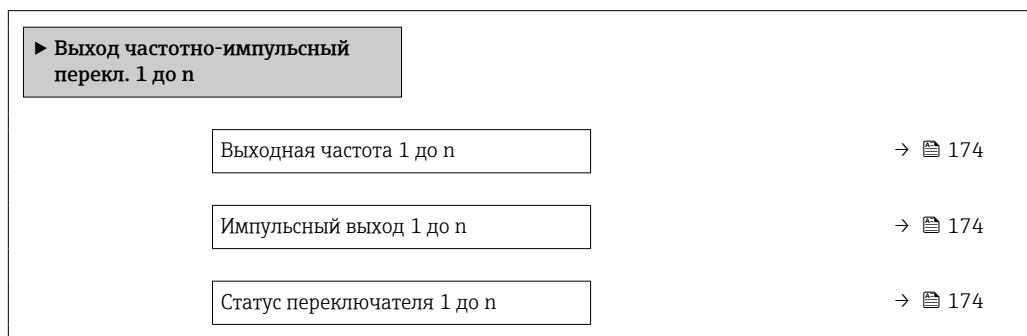 ▶ Выход частотно-импульсный
перекл. 1 до n
Выходная частота 1 до n → 🗎 174
Импульсный выход 1 до n → 🗎 174
Статус переключателя 1 до n → 🗎 174